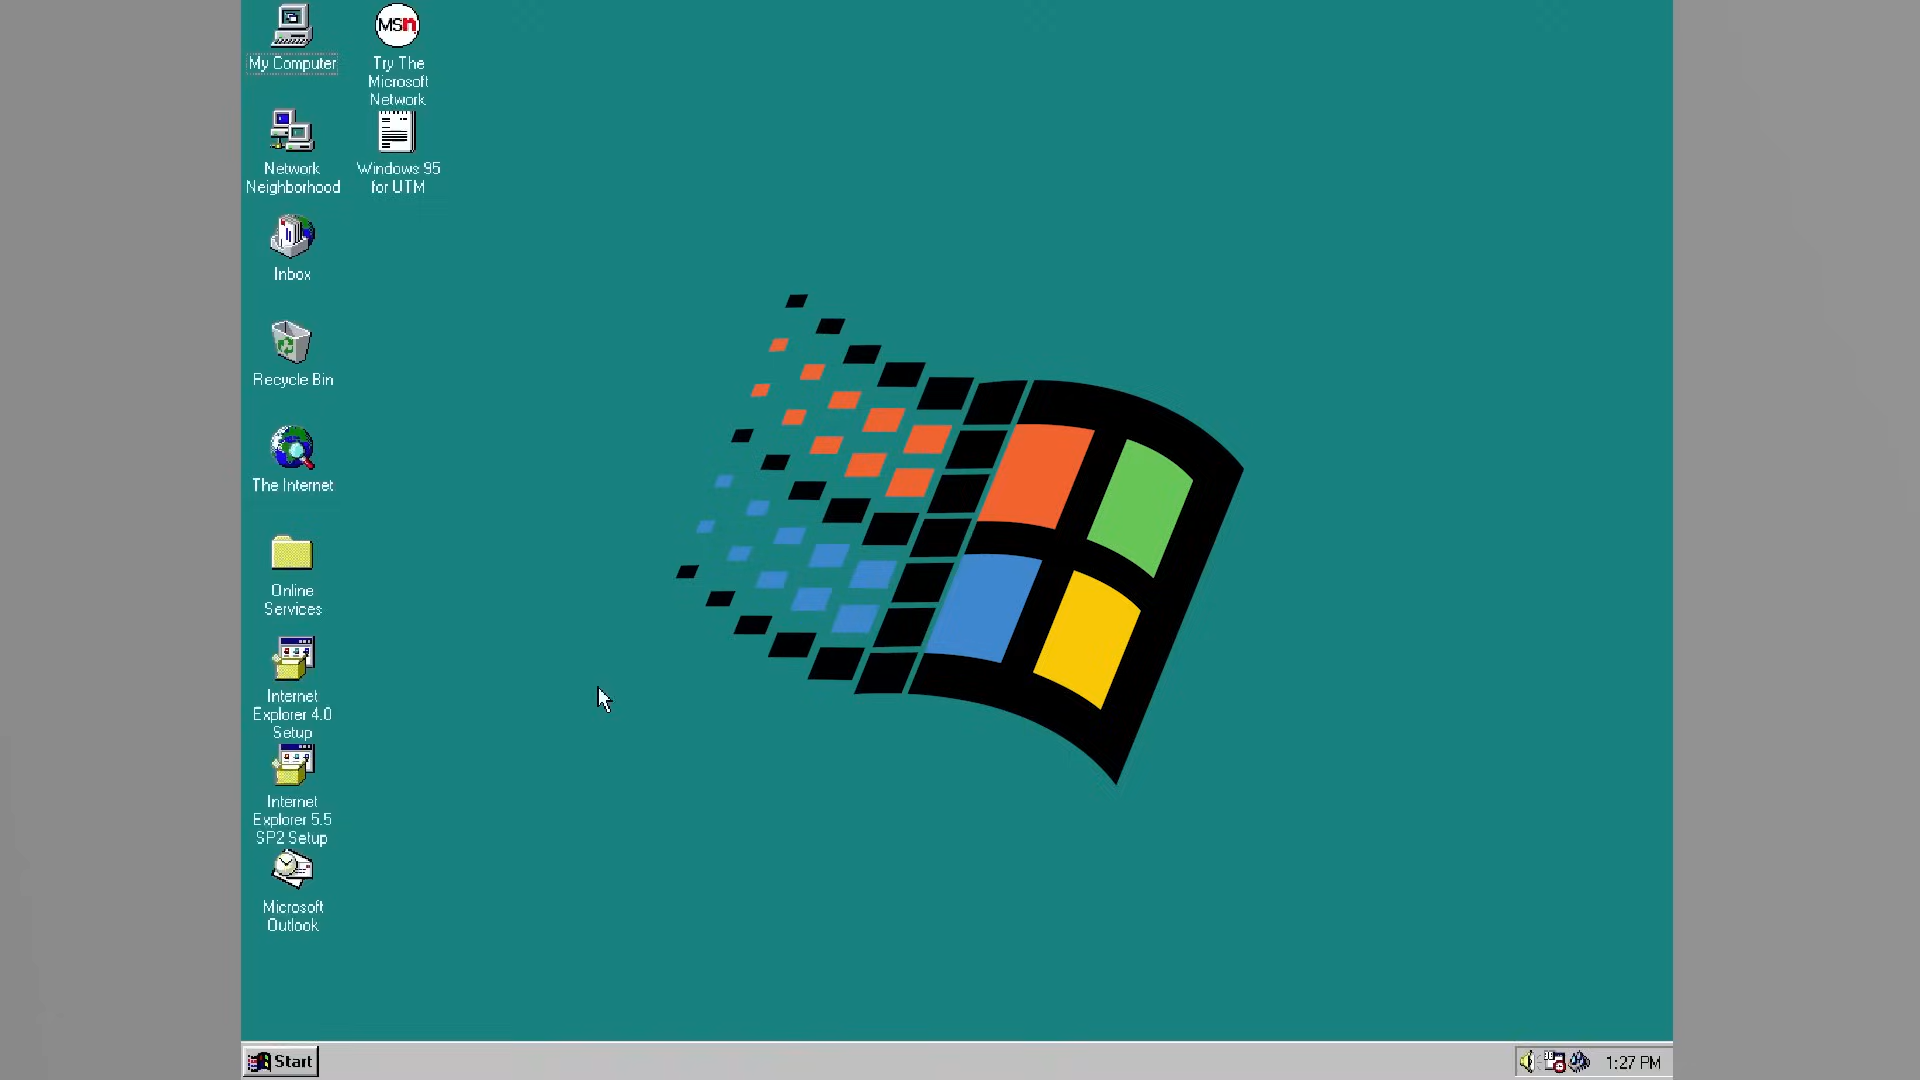 My Computer
MSn
Try The
Microsoft
Network
Network
Neighborhood
Windows 95
for UTM
Inbox
Recycle Bin
The Internet
Online
Services
Internet
Explorer 4.0
Setup
Internet
Explorer 5.5
SP2 Setup
Microsoft
Outlook
Start
1:27 PM